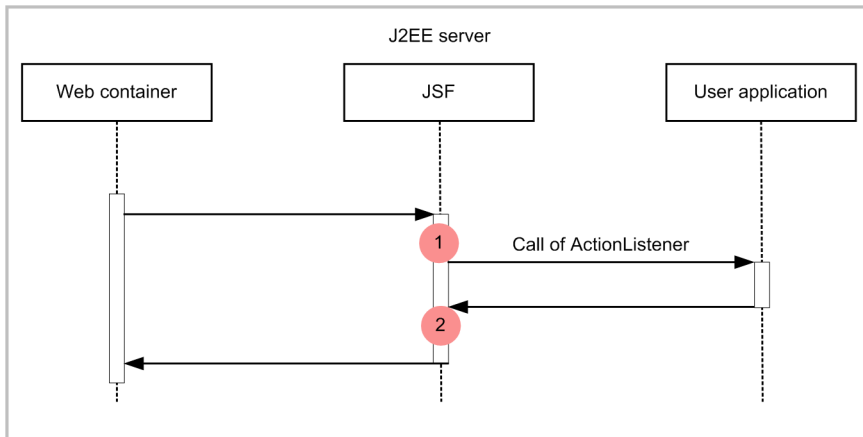 J2EE server
Web container
JSF
User application
1
Call of ActionListener
2